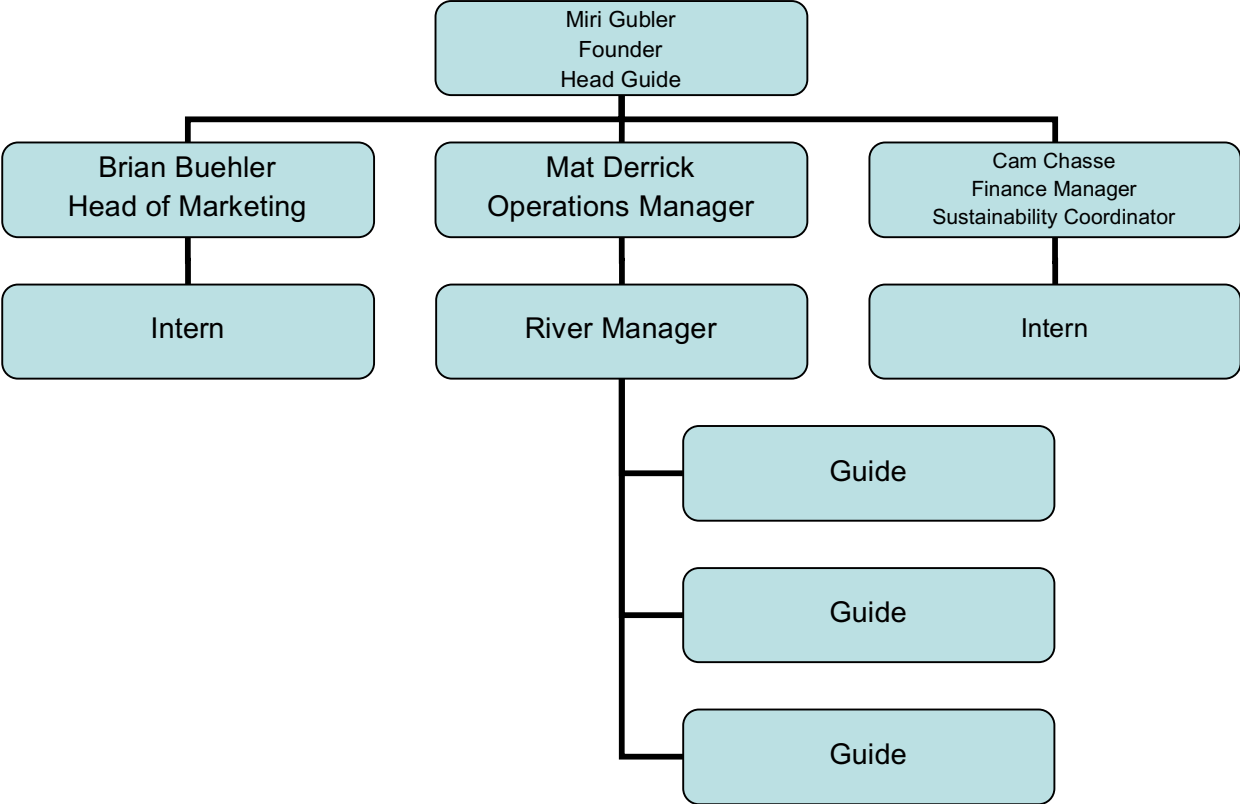 Miri Gubler
Founder
Head Guide
Brian Buehler
Head of Marketing
Mat Derrick
Operations Manager
Cam Chasse
Finance Manager
Sustainability Coordinator
Intern
River Manager
Intern
Guide
Guide
Guide